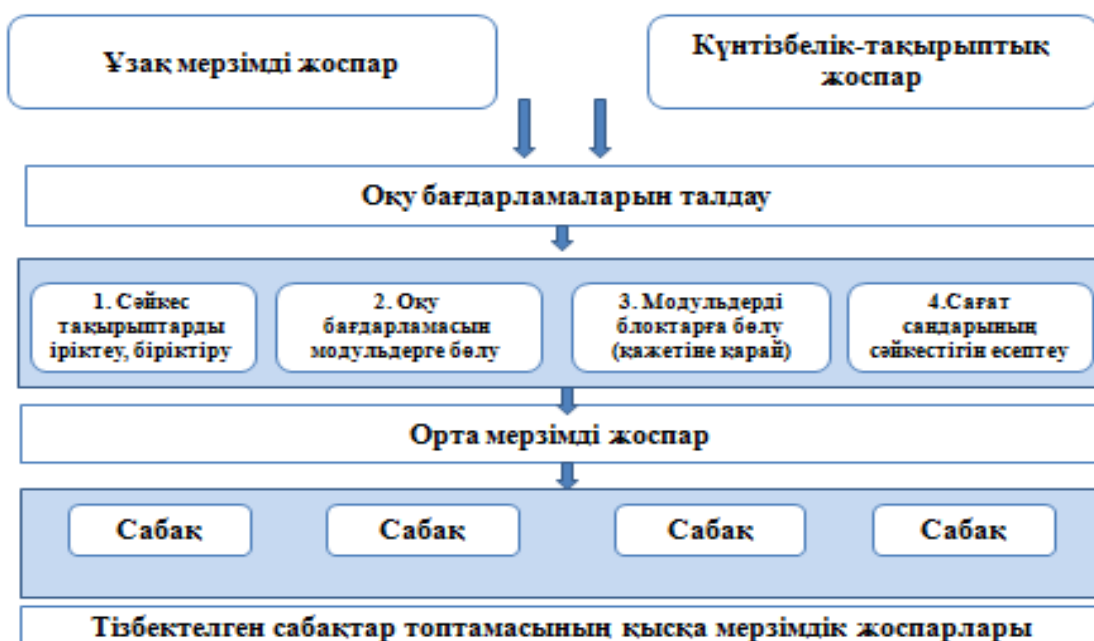 Ұзақ мерзімді жоспар
Күнтізбелік-тақырыптық
жоспар
Оқу бағдарламаларын талдау
1. Сәйкес
тақырыптарды
іріктеу, біріктіру
2. Оқу
бағдарламасын
модульдерге бөлу
3. Модульдерді
блоктарға бөлу
(қажетіне қарай)
4.Сағат
сандарының
сәйкестігін есептеу
Орта мерзімді жоспар
Сабақ
Сабақ
Сабақ
Сабақ
Тізбектелген сабақтар топтамасының қысқа мерзімдік жоспарлары